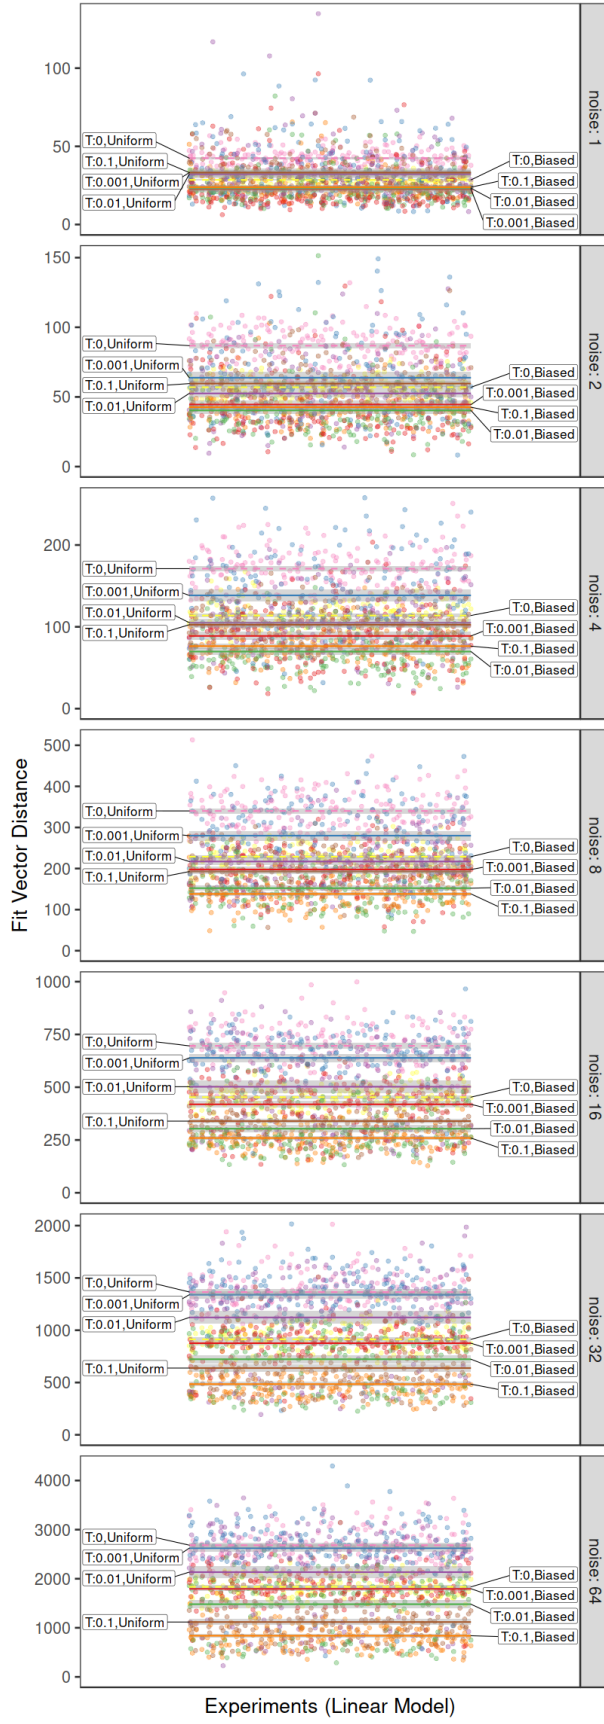 Fit Vector Distance
100
50
0
T:0,Uniform
T:0.1,Uniform
T:0.001,Uniform
T:0.01,Uniform
T:0,Biased
T:0.1,Biased
T:0.01,Biased
T:0.001,Biased
noise: 1
150
100
50
0
T:0,Uniform
T:0.001,Uniform
T:0.1,Uniform
T:0.01,Uniform
T:0,Biased
T:0.001,Biased
T:0.1,Biased
T:0.01,Biased
noise: 2
200
100
0
T:0,Uniform
T:0.001,Uniform
T:0.01,Uniform
T:0.1,Uniform
T:0,Biased
T:0.001,Biased
T:0.1,Biased
T:0.01,Biased
noise: 4
500
400
300
200
100
0
T:0,Uniform
T:0.001,Uniform
T:0.01,Uniform
T:0.1,Uniform
T:0,Biased
T:0.001,Biased
T:0.01,Biased
T:0.1,Biased
noise: 8
1000
750
500
250
0
T:0,Uniform
T:0.001,Uniform
T:0.01,Uniform
T:0.1,Uniform
T:0,Biased
T:0.001,Biased
T:0.01,Biased
T:0.1,Biased
noise: 16
2000
1500
1000
500
0
T:0,Uniform
T:0.001,Uniform
T:0.01,Uniform
T:0.1,Uniform
T:0,Biased
T:0.001,Biased
T:0.01,Biased
T:0.1,Biased
noise: 32
4000
3000
2000
1000
0
T:0,Uniform
T:0.001,Uniform
T:0.01,Uniform
T:0.1,Uniform
T:0,Biased
T:0.001,Biased
T:0.01,Biased
T:0.1,Biased
noise: 64
Experiments (Linear Model)